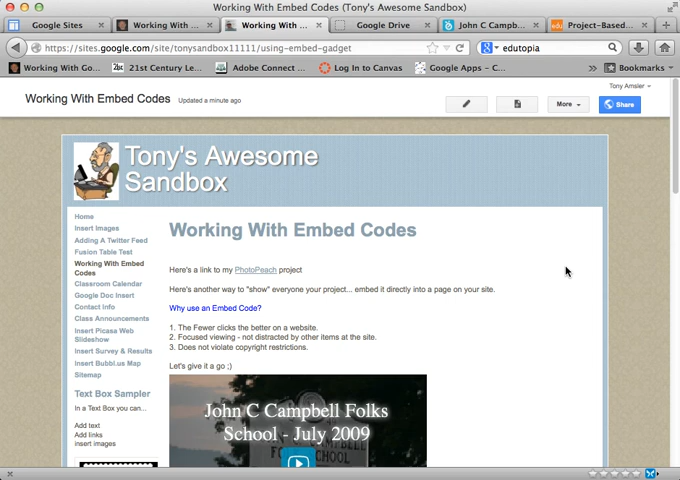 Working With Embed Codes (Tony's Awesome Sandbox)
Google Sites
Working With ...
Working With ...
Google Drive
John C Campb...
Project-Based...
https://sites.google.com/site/tonysandbox11111/using-embed-gadget
edutopia
Working With Go...
21st Century Le...
Adobe Connect ...
Log In to Canvas
Google Apps - C...
Bookmarks
Tony Amsler
Working With Embed Codes
Updated a minute ago
More
Share
Tony's Awesome
Sandbox
Home
Insert Images
Adding A Twitter Feed
Fusion Table Test
Working With Embed
Codes
Classroom Calendar
Google Doc Insert
Contact Info
Class Announcements
Insert Picasa Web
Slideshow
Insert Survey & Results
Insert Bubbl.us Map
Sitemap
Text Box Sampler
In a Text Box you can...
Add text
Add links
insert images
Working With Embed Codes
Here's a link to my PhotoPeach project
Here's another way to "show" everyone your project... embed it directly into a page on your site.
Why use an Embed Code?
1. The Fewer clicks the better on a website.
2. Focused viewing - not distracted by other items at the site.
3. Does not violate copyright restrictions.
Let's give it a go ;)
John C Campbell Folks
School - July 2009